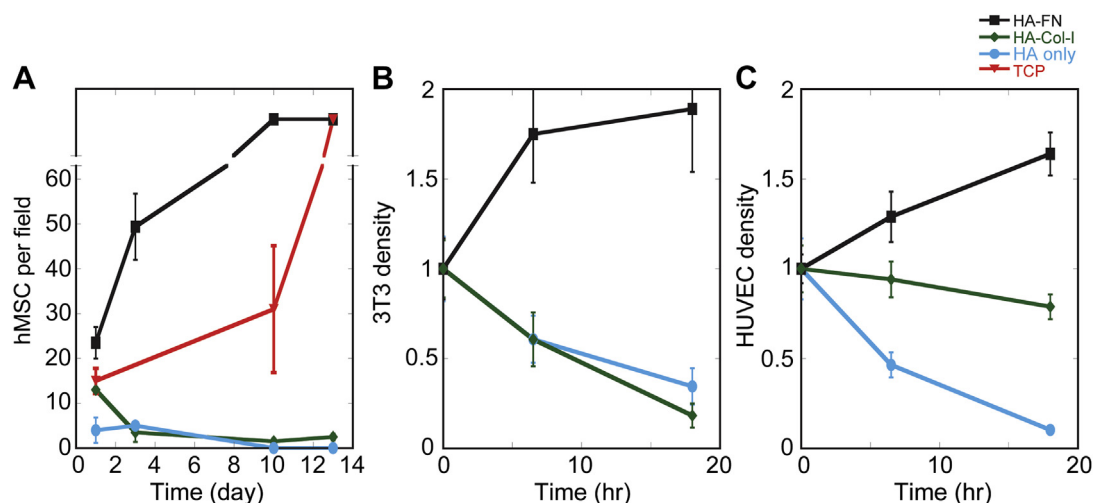 HA-FN
HA-Col-I
HA only
TCP
A
B
C
hMSC per field
60
50
40
30
20
10
0
0 2 4 6 8 10 12 14
Time (day)
3T3 density
2
1.5
1
0.5
0
0 10 20
Time (hr)
HUVEC density
2
1.5
1
0.5
0
0 10 20
Time (hr)